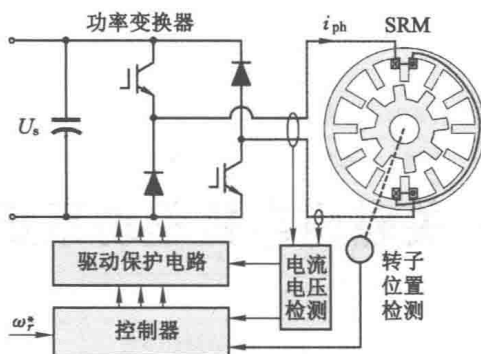 功率变换器
i_ph
SRM
U_s
驱动保护电路
电流
电压
检测
转子
位置
检测
ω_r*
控制器